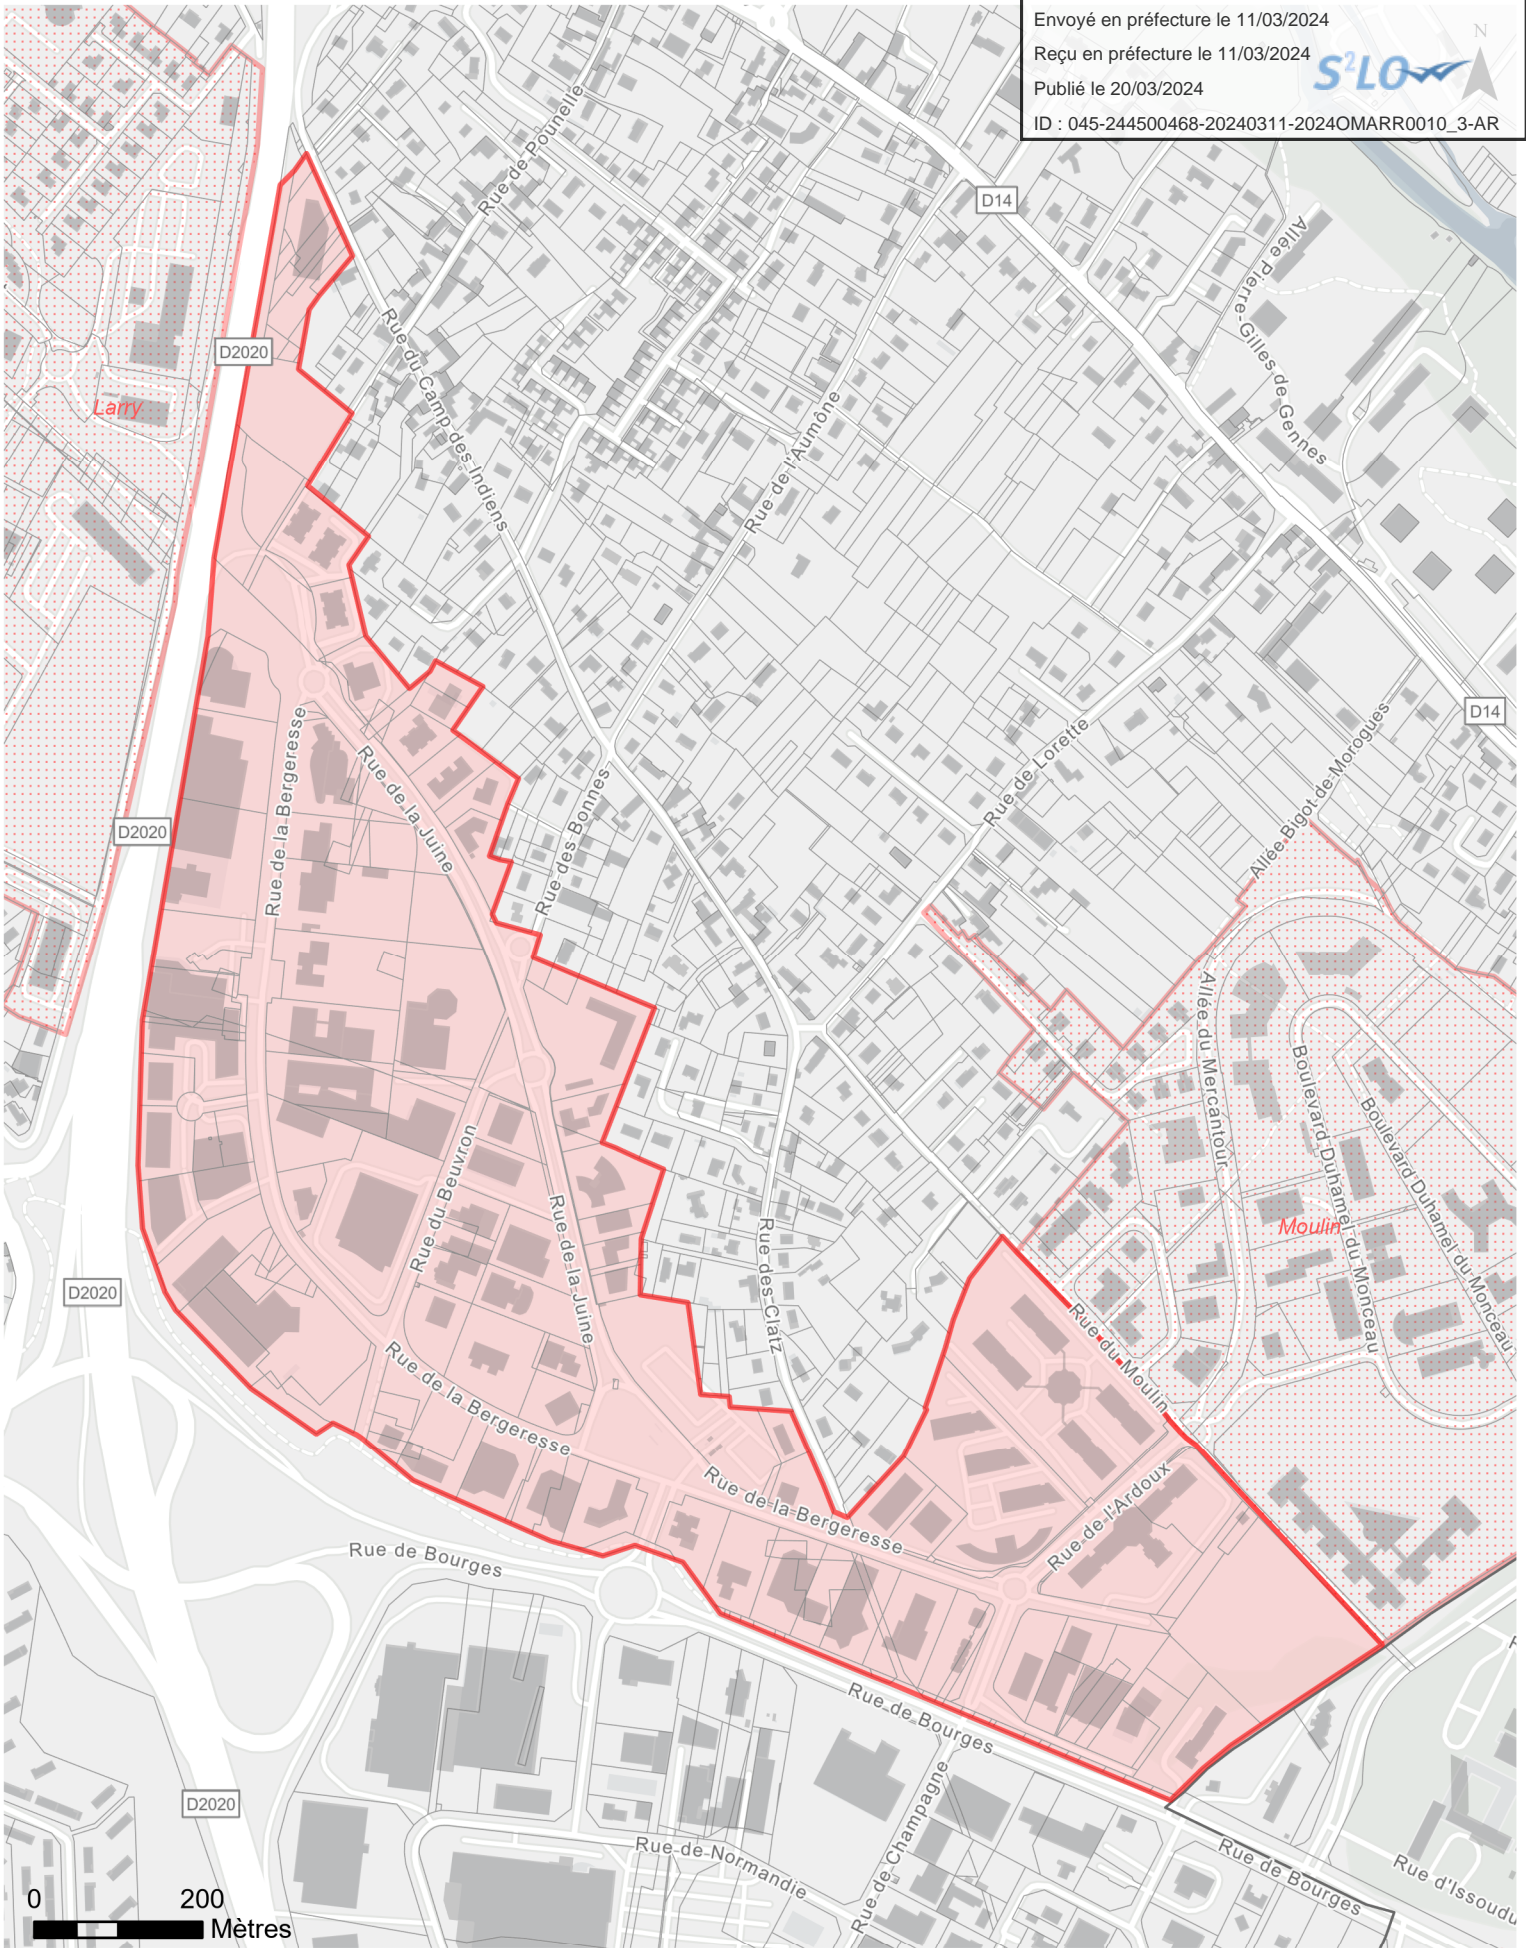 Envoyé en préfecture le 11/03/2024
Reçu en préfecture le 11/03/2024
Publié le 20/03/2024
ID : 045-244500468-20240311-2024OMARR0010_3-AR
S²LO
N
Rue de Pounelle
D14
Allée Pierre-Gilles de Gennes
D2020
Rue du Camp des Indiens
Larry
Rue de l'Aumône
Rue de Lorette
D14
Allée Bigot de Morogues
Rue de la Bergeresse
Rue de la Juine
D2020
Rue des Bonnes
Allée du Mercantour
Boulevard Duhamel du Monceau
Boulevard Duhamel du Monceau
Rue du Beuvron
Rue de la Juine
Rue des Clatz
Moulin
D2020
Rue du Moulin
Rue de la Bergeresse
Rue de la Bergeresse
Rue de l'Ardoux
Rue de Bourges
Rue de Bourges
D2020
Rue de Champagne
Rue de Normandie
Rue de Bourges
Rue d'Issoudu
0 200
Mètres